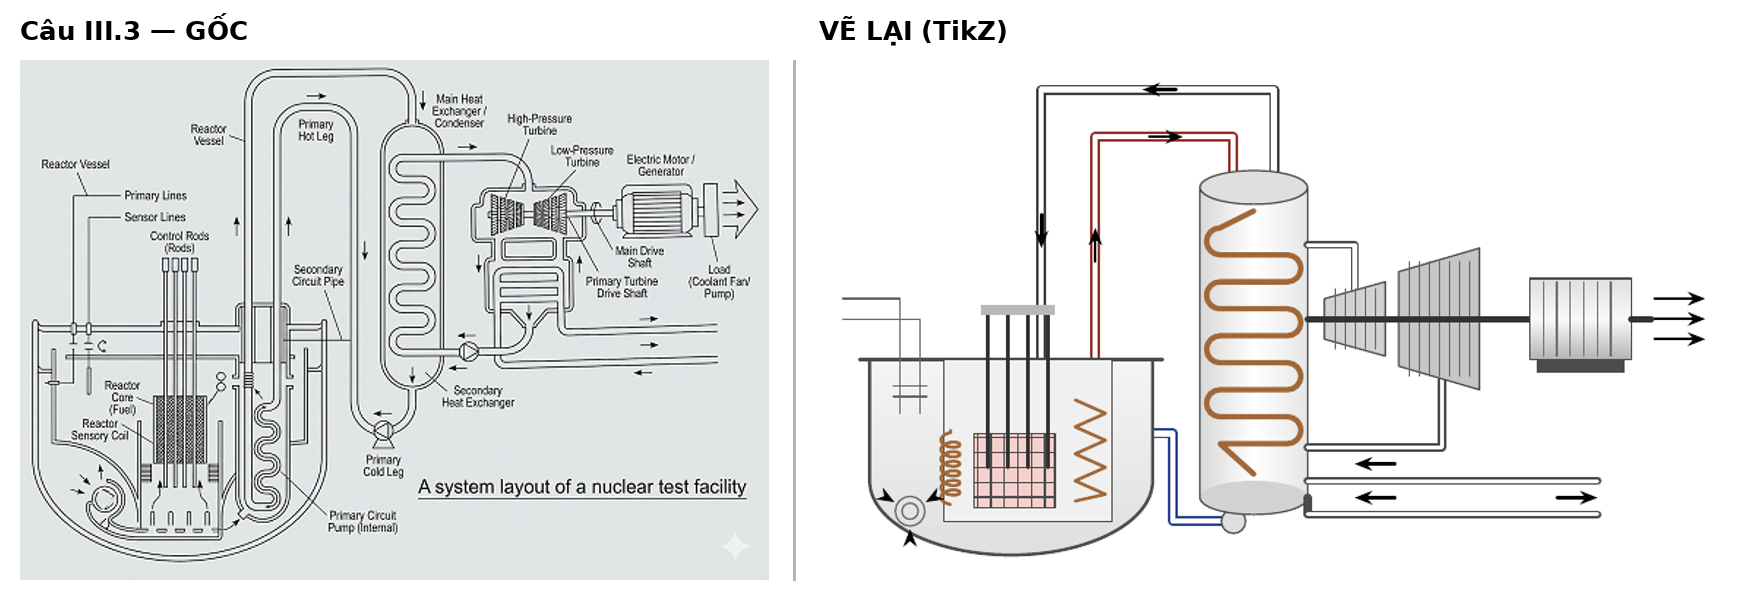 Câu III.3 — GỐC
VẼ LẠI (TikZ)
Main Heat
Exchanger /
Condenser
High-Pressure
Turbine
Reactor
Vessel
Primary
Hot Leg
Low-Pressure
Turbine
Electric Motor /
Generator
Reactor Vessel
Primary Lines
Sensor Lines
Control Rods
(Rods)
Secondary
Circuit Pipe
Main Drive
Shaft
Primary Turbine
Drive Shaft
Load
(Coolant Fan/
Pump)
Reactor
Core
(Fuel)
Reactor
Sensory Coil
Secondary
Heat Exchanger
Primary
Cold Leg
A system layout of a nuclear test facility
Primary Circuit
Pump (Internal)